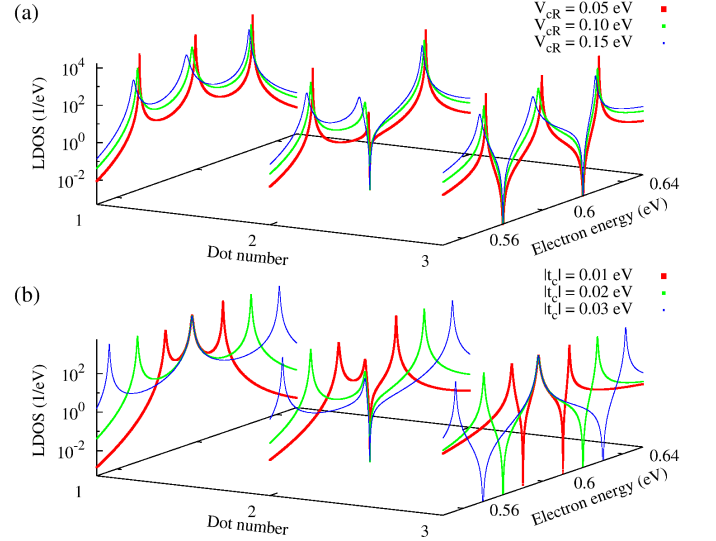 (a)
V_cR = 0.05 eV
V_cR = 0.10 eV
V_cR = 0.15 eV
LDOS (1/eV)
10^4
10^2
10^0
10^-2
1
2
3
Dot number
0.56
0.6
0.64
Electron energy (eV)
(b)
|t_c| = 0.01 eV
|t_c| = 0.02 eV
|t_c| = 0.03 eV
LDOS (1/eV)
10^2
10^0
10^-2
1
2
3
Dot number
0.56
0.6
0.64
Electron energy (eV)